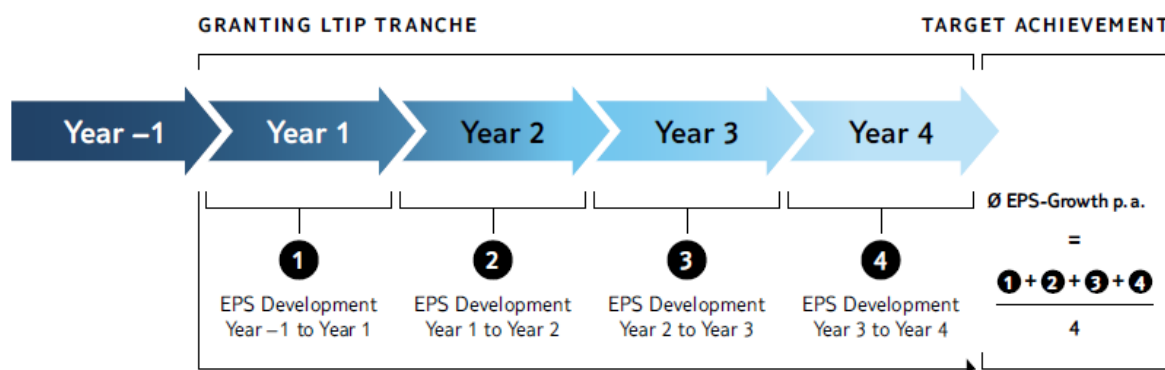 GRANTING LTIP TRANCHE
TARGET ACHIEVEMENT
Year –1
Year 1
Year 2
Year 3
Year 4
1
EPS Development
Year –1 to Year 1
2
EPS Development
Year 1 to Year 2
3
EPS Development
Year 2 to Year 3
4
EPS Development
Year 3 to Year 4
Ø EPS-Growth p. a.
=
1 + 2 + 3 + 4
4